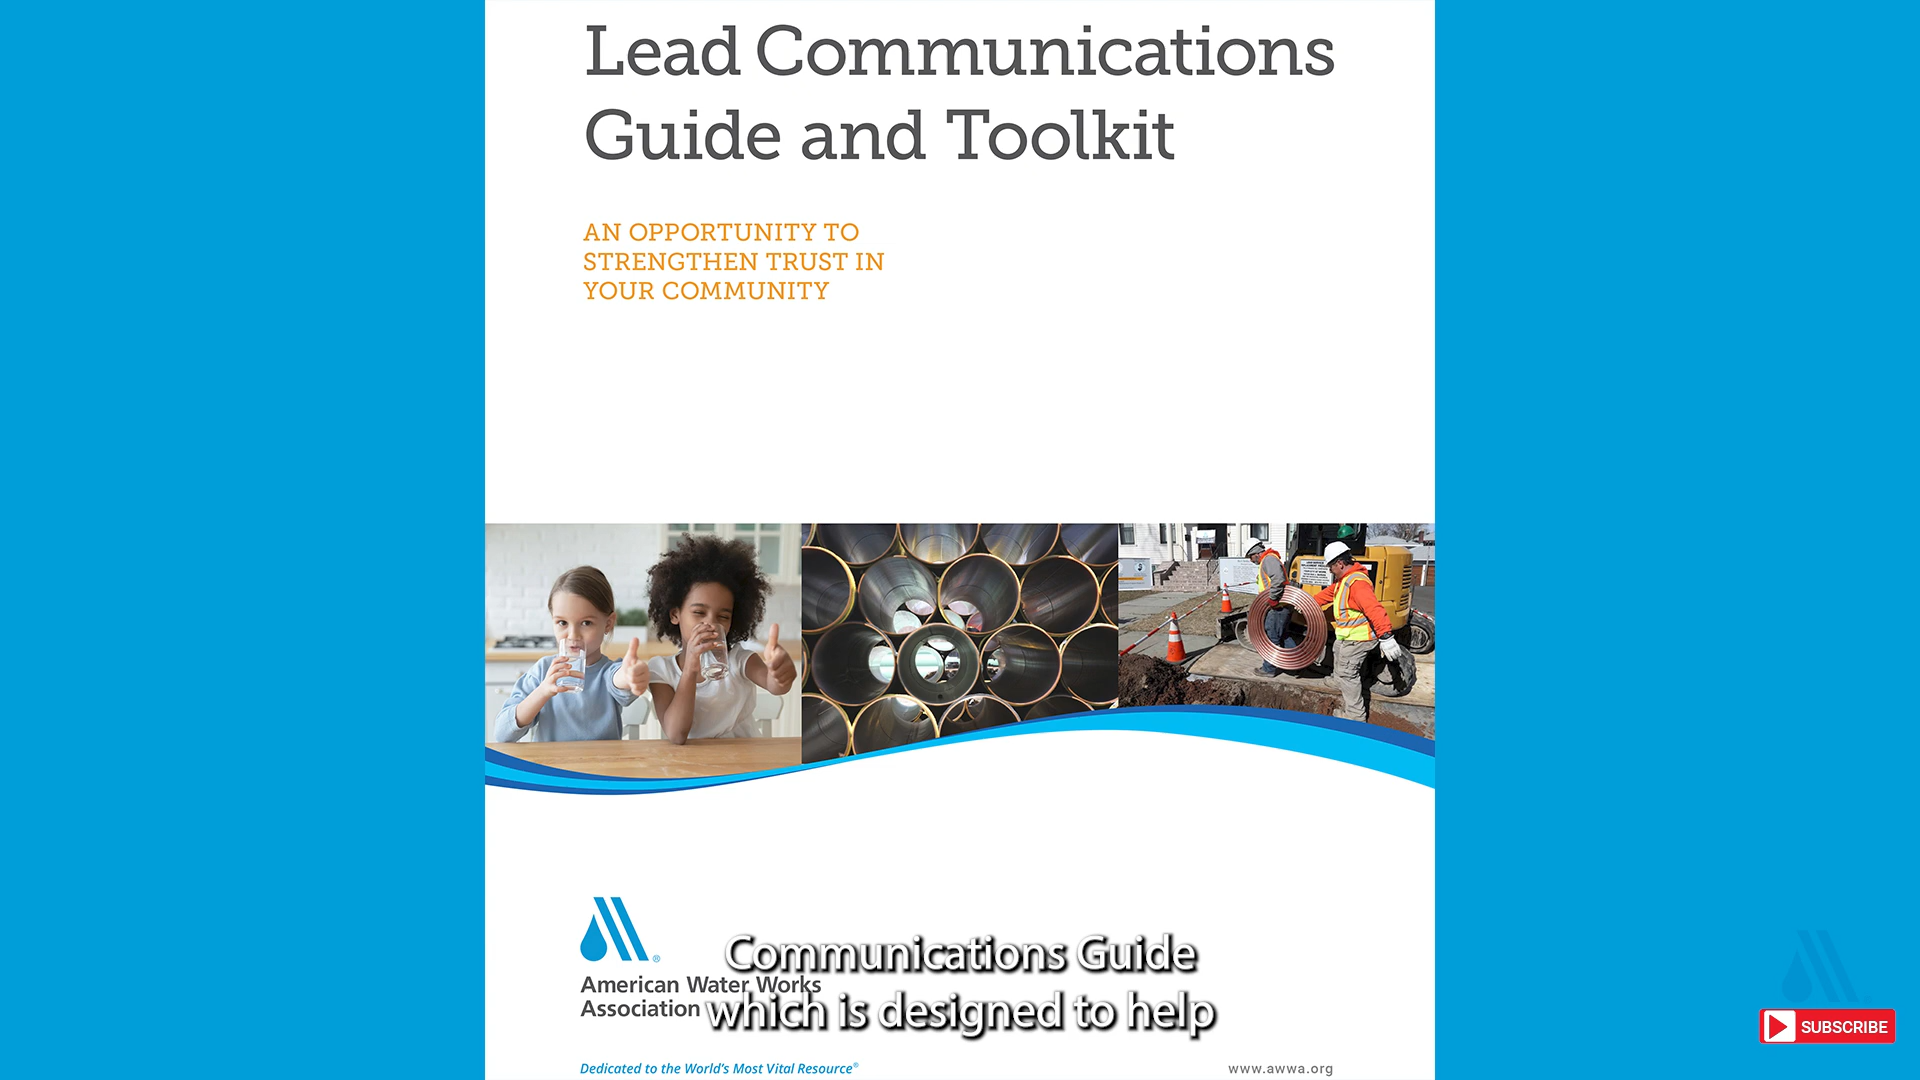 Lead Communications
Guide and Toolkit
AN OPPORTUNITY TO
STRENGTHEN TRUST IN
YOUR COMMUNITY
American Water Works
Association
Communications Guide
which is designed to help
Dedicated to the World's Most Vital Resource®
www.awwa.org
SUBSCRIBE